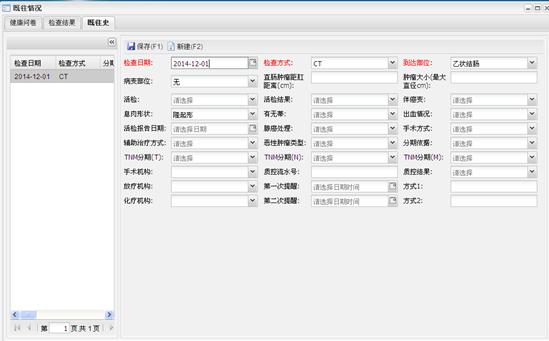 既往情况
健康问卷 检查结果 既往史
保存(F1) 新建(F2)
检查日期 检查方式 分期
2014-12-01 CT
检查日期: 2014-12-01 检查方式: CT 到达部位: 乙状结肠
病变部位: 无 直肠肿瘤距肛距离(cm): 肿瘤大小(最大直径cm):
活检: 请选择 活检结果: 请选择 伴癌变: 请选择
息肉形状: 隆起形 有无蒂: 请选择 出血情况: 请选择
活检报告日期: 请选择日期 腺癌处理: 请选择 手术方式: 请选择
辅助治疗方式: 请选择 恶性肿瘤类型: 请选择 分期依据: 请选择
TNM分期(T): 请选择 TNM分期(N): 请选择 TNM分期(M): 请选择
手术机构: 质控流水号: 质控结果: 请选择
放疗机构: 第一次提醒: 请选择日期时间 方式1:
化疗机构: 第二次提醒: 请选择日期时间 方式2:
第 1 页,共 1 页